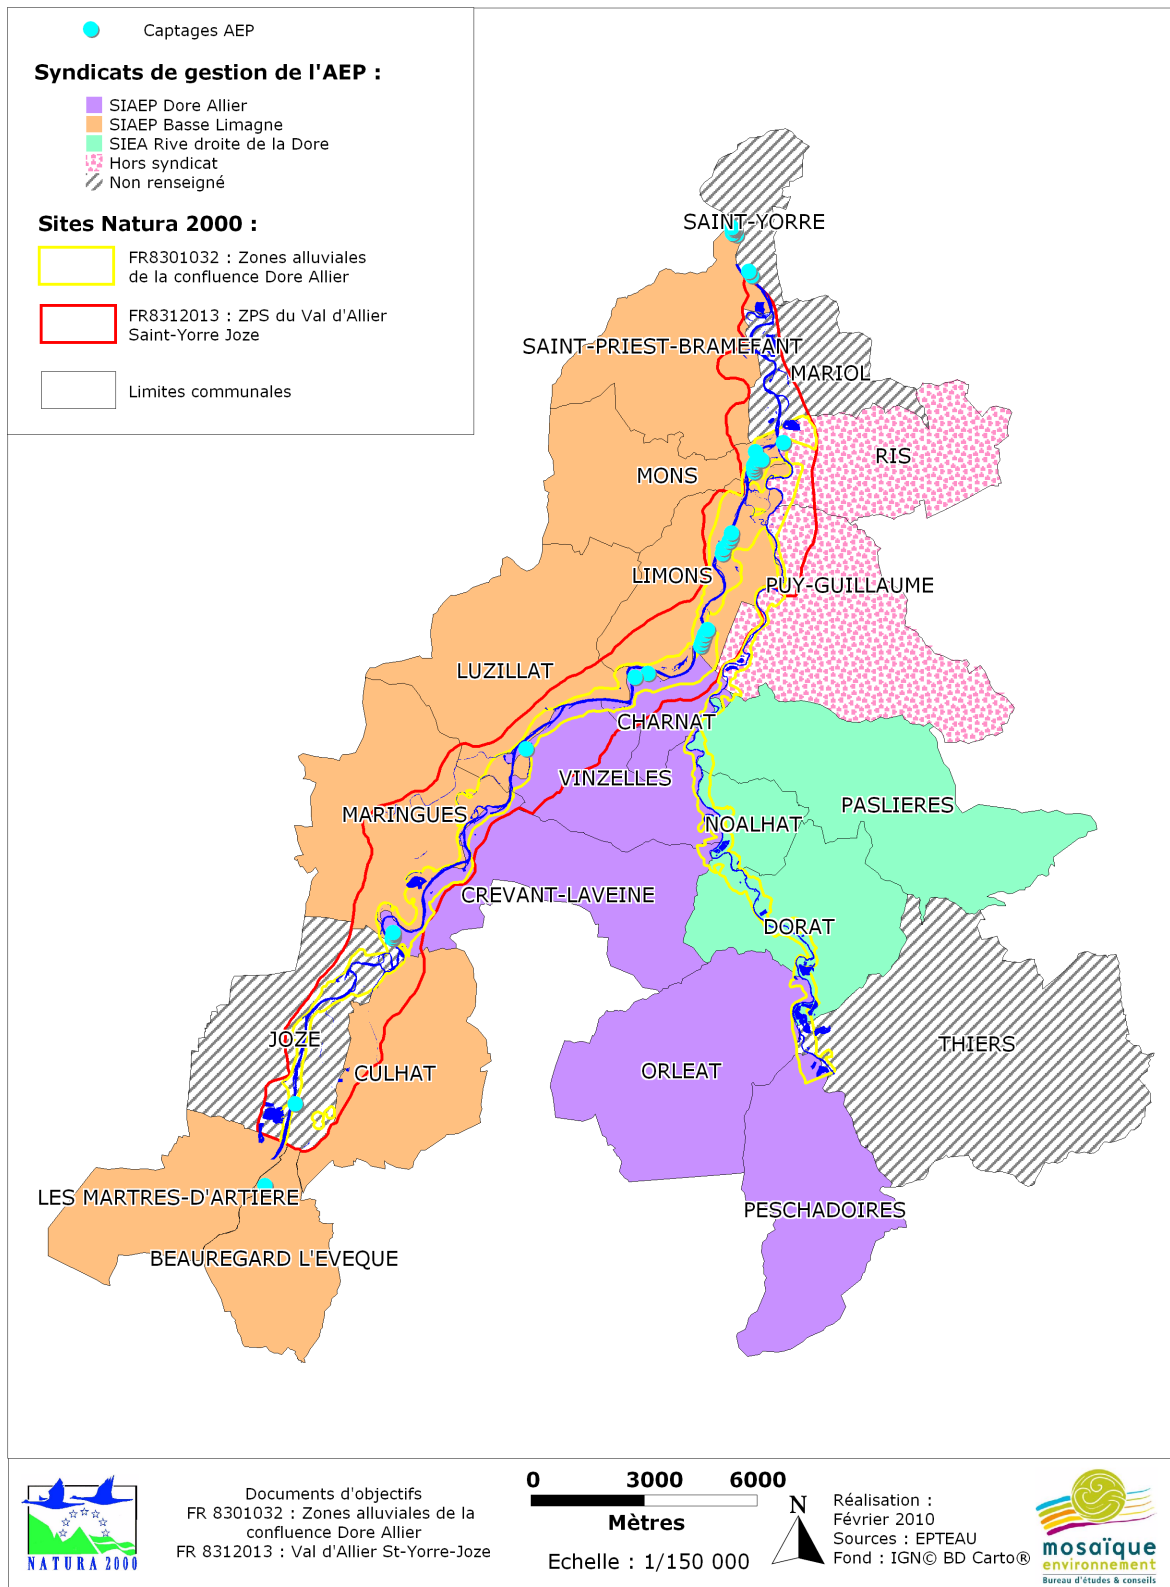 Captages AEP
Syndicats de gestion de l'AEP :
SIAEP Dore Allier
SIAEP Basse Limagne
SIEA Rive droite de la Dore
Hors syndicat
Non renseigné
Sites Natura 2000 :
FR8301032 : Zones alluviales
de la confluence Dore Allier
FR8312013 : ZPS du Val d'Allier
Saint-Yorre Joze
Limites communales
SAINT-YORRE
SAINT-PRIEST-BRAMEFANT
MARIOL
RIS
MONS
LIMONS
PUY-GUILLAUME
LUZILLAT
CHARNAT
VINZELLES
PASLIERES
MARINGUES
NOALHAT
CREVANT-LAVEINE
DORAT
JOZE
THIERS
CULHAT
ORLEAT
LES MARTRES-D'ARTIERE
PESCHADOIRES
BEAUREGARD L'EVEQUE
NATURA 2000
Documents d'objectifs
FR 8301032 : Zones alluviales de la
confluence Dore Allier
FR 8312013 : Val d'Allier St-Yorre-Joze
0 3000 6000
Mètres
Echelle : 1/150 000
N
Réalisation :
Février 2010
Sources : EPTEAU
Fond : IGN© BD Carto®
mosaïque
environnement
Bureau d'études & conseils